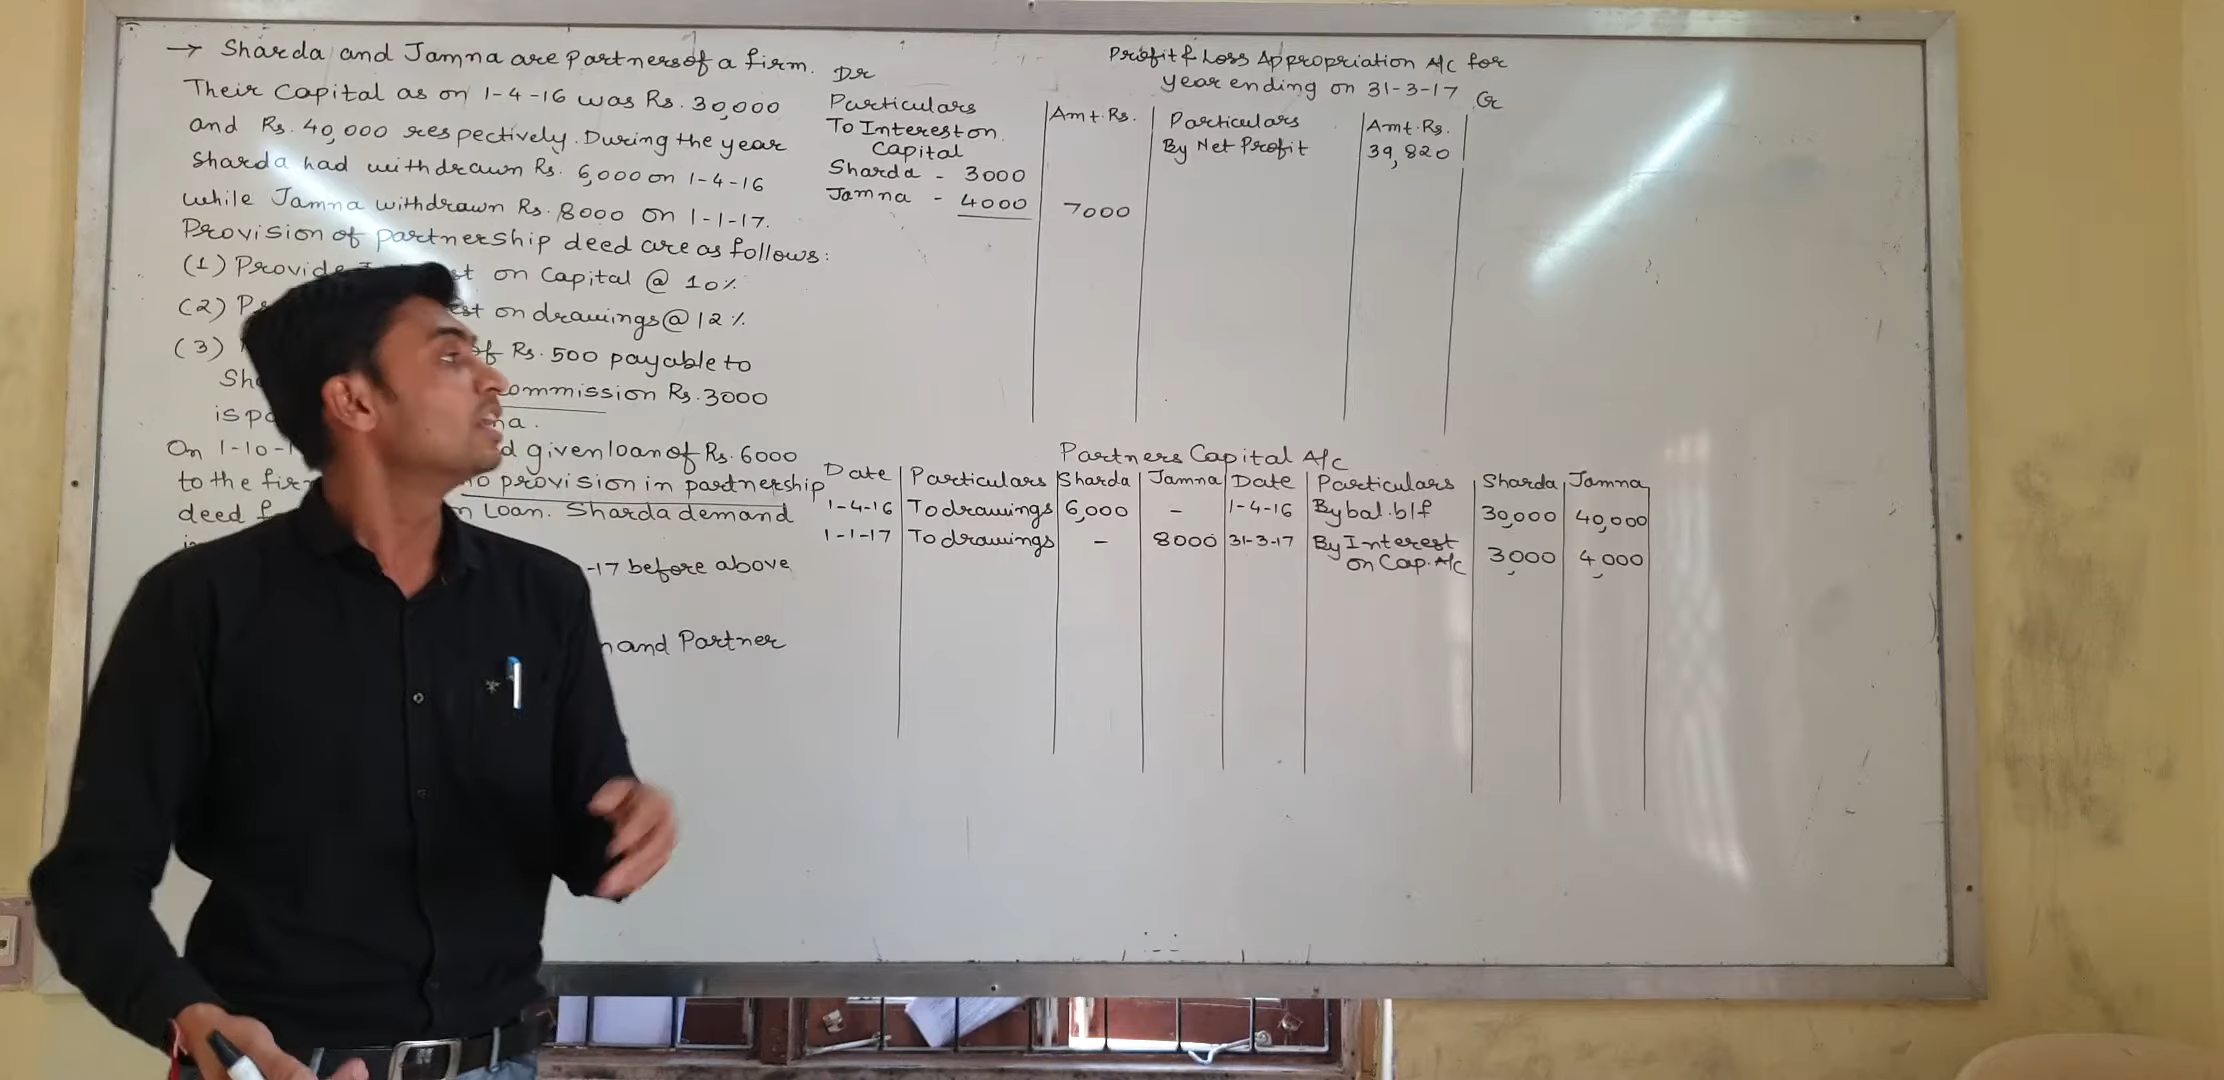 → Sharda and Jamna are Partners of a firm.
Their Capital as on 1-4-16 was Rs. 30,000
and Rs. 40,000 respectively. During the year
Sharda had withdrawn Rs. 6,000 on 1-4-16
while Jamna withdrawn Rs. 8000 on 1-1-17.
Provision of partnership deed are as follows:
(1) Provide on Capital @ 10%
(2) on drawings @ 12%
(3) of Rs. 500 payable to
commission Rs. 3000
is
On 1-10- given loan of Rs. 6000
to the provision in partnership
deed Loan. Sharda demand
-17 before above
and Partner
Profit & Loss Appropriation A/c for
year ending on 31-3-17
Dr Cr
Particulars Amt. Rs. Particulars Amt. Rs.
To Interest on By Net Profit 39,820
Capital
Sharda - 3000
Jamna - 4000 7000
Partners Capital A/c
Date Particulars Sharda Jamna Date Particulars Sharda Jamna
1-4-16 To drawings 6,000 - 1-4-16 By bal. b/f 30,000 40,000
1-1-17 To drawings - 8000 31-3-17 By Interest
on Cap. A/c 3,000 4,000